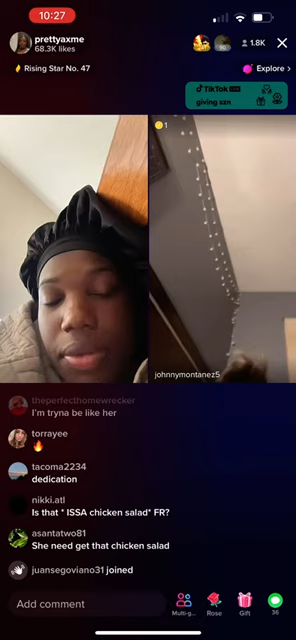 10:27
prettyaxme
68.3K likes
1.8K
Rising Star No. 47
Explore >
TikTok LIVE
giving szn
1
johnnymontanez5
theperfecthomewrecker
I'm tryna be like her
torrayee
🔥
tacoma2234
dedication
nikki.atl
Is that * ISSA chicken salad* FR?
asantatwo81
She need get that chicken salad
juansegoviano31 joined
Add comment
Multi-g...
Rose
Gift
36